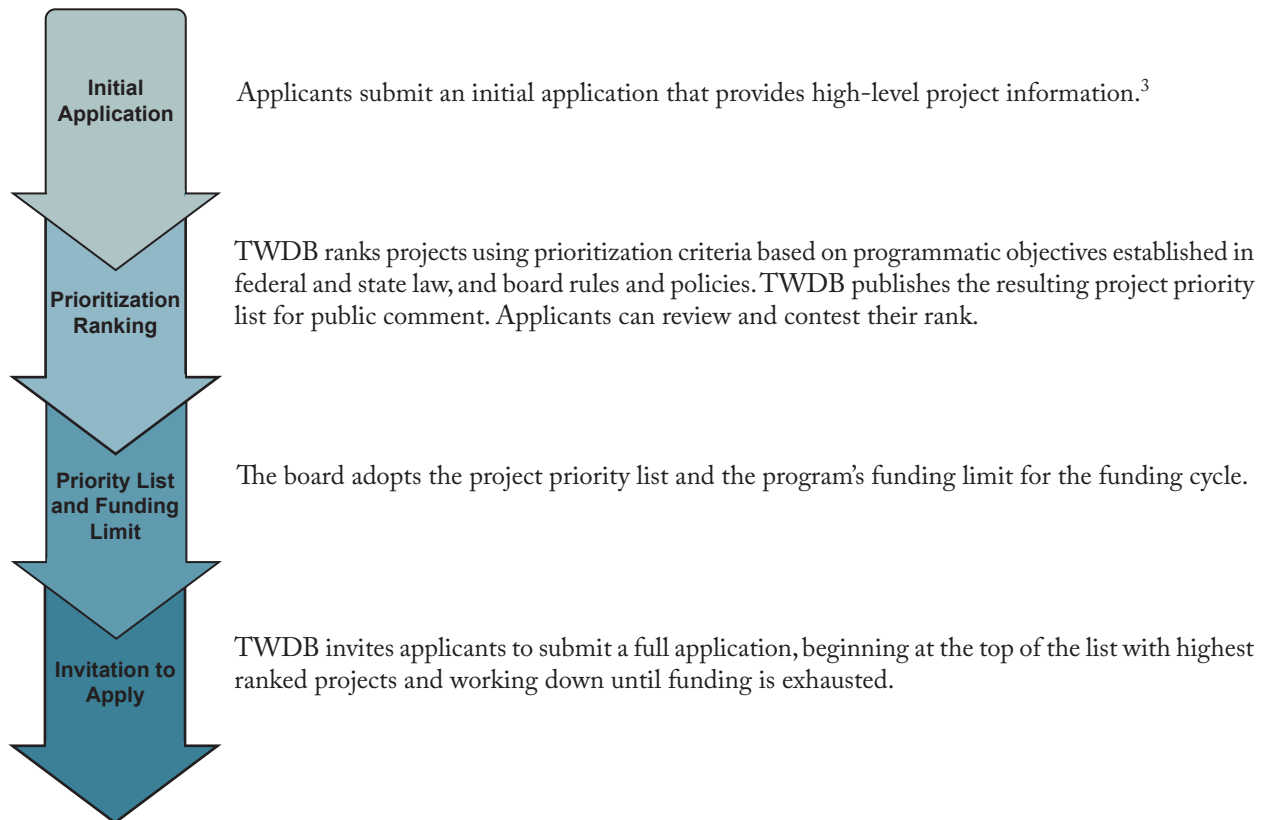 Initial
Application
Applicants submit an initial application that provides high-level project information.3
Prioritization
Ranking
TWDB ranks projects using prioritization criteria based on programmatic objectives established in
federal and state law, and board rules and policies. TWDB publishes the resulting project priority
list for public comment. Applicants can review and contest their rank.
Priority List
and Funding
Limit
The board adopts the project priority list and the program’s funding limit for the funding cycle.
Invitation to
Apply
TWDB invites applicants to submit a full application, beginning at the top of the list with highest
ranked projects and working down until funding is exhausted.